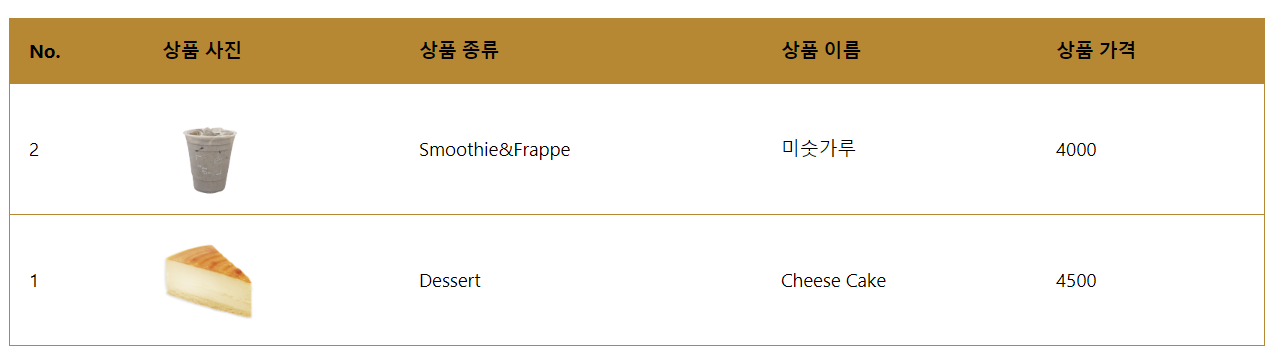 No. 상품 사진 상품 종류 상품 이름 상품 가격
2 Smoothie&Frappe 미숫가루 4000
1 Dessert Cheese Cake 4500